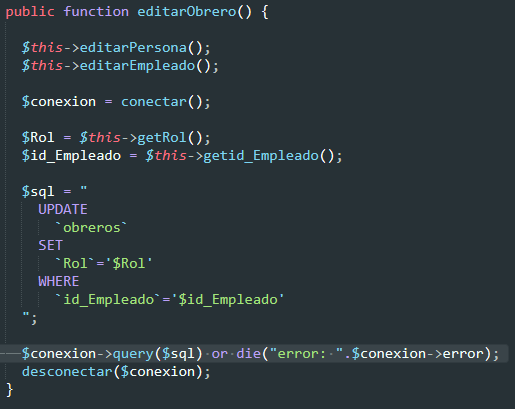 public function editarObrero() {
$this->editarPersona();
$this->editarEmpleado();
$conexion = conectar();
$Rol = $this->getRol();
$id_Empleado = $this->getid_Empleado();
$sql = "
UPDATE
`obreros`
SET
`Rol`='$Rol'
WHERE
`id_Empleado`='$id_Empleado'
";
$conexion->query($sql) or die("error: ".$conexion->error);
desconectar($conexion);
}